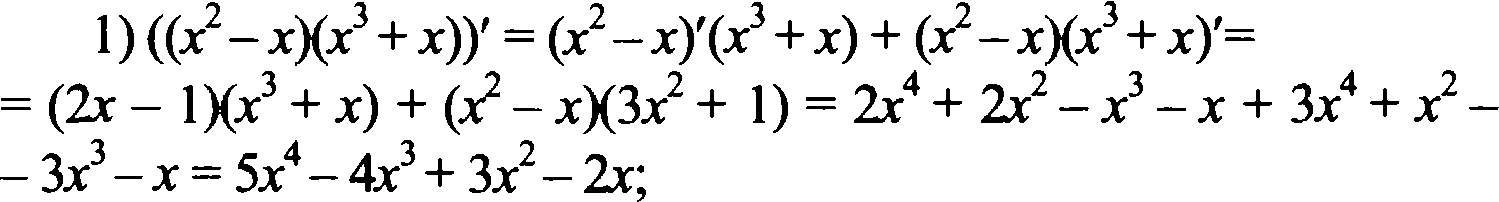 1) ((x² – x)(x³ + x))′ = (x² – x)′(x³ + x) + (x² – x)(x³ + x)′=
= (2x – 1)(x³ + x) + (x² – x)(3x² + 1) = 2x⁴ + 2x² – x³ – x + 3x⁴ + x² –
– 3x³ – x = 5x⁴ – 4x³ + 3x² – 2x;